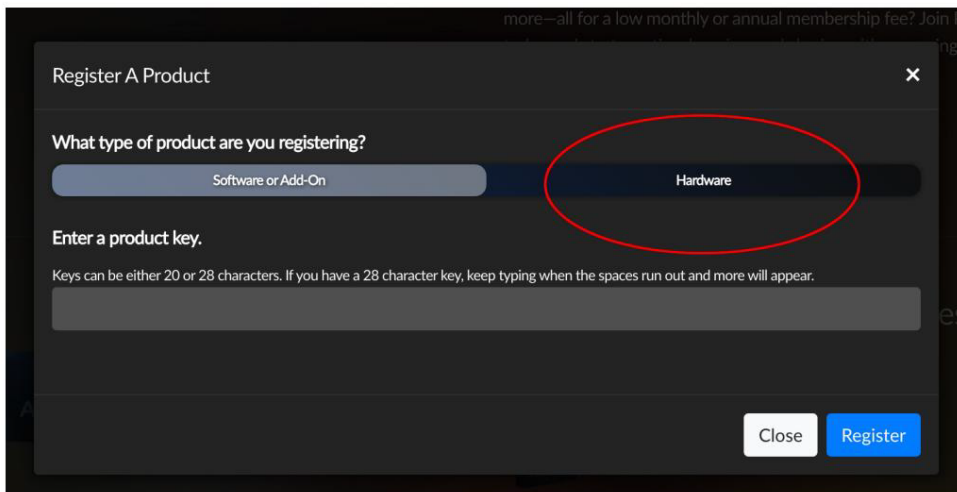 more—all for a low monthly or annual membership fee? Join
Register A Product
×
What type of product are you registering?
Software or Add-On
Hardware
Enter a product key.
Keys can be either 20 or 28 characters. If you have a 28 character key, keep typing when the spaces run out and more will appear.
Close
Register